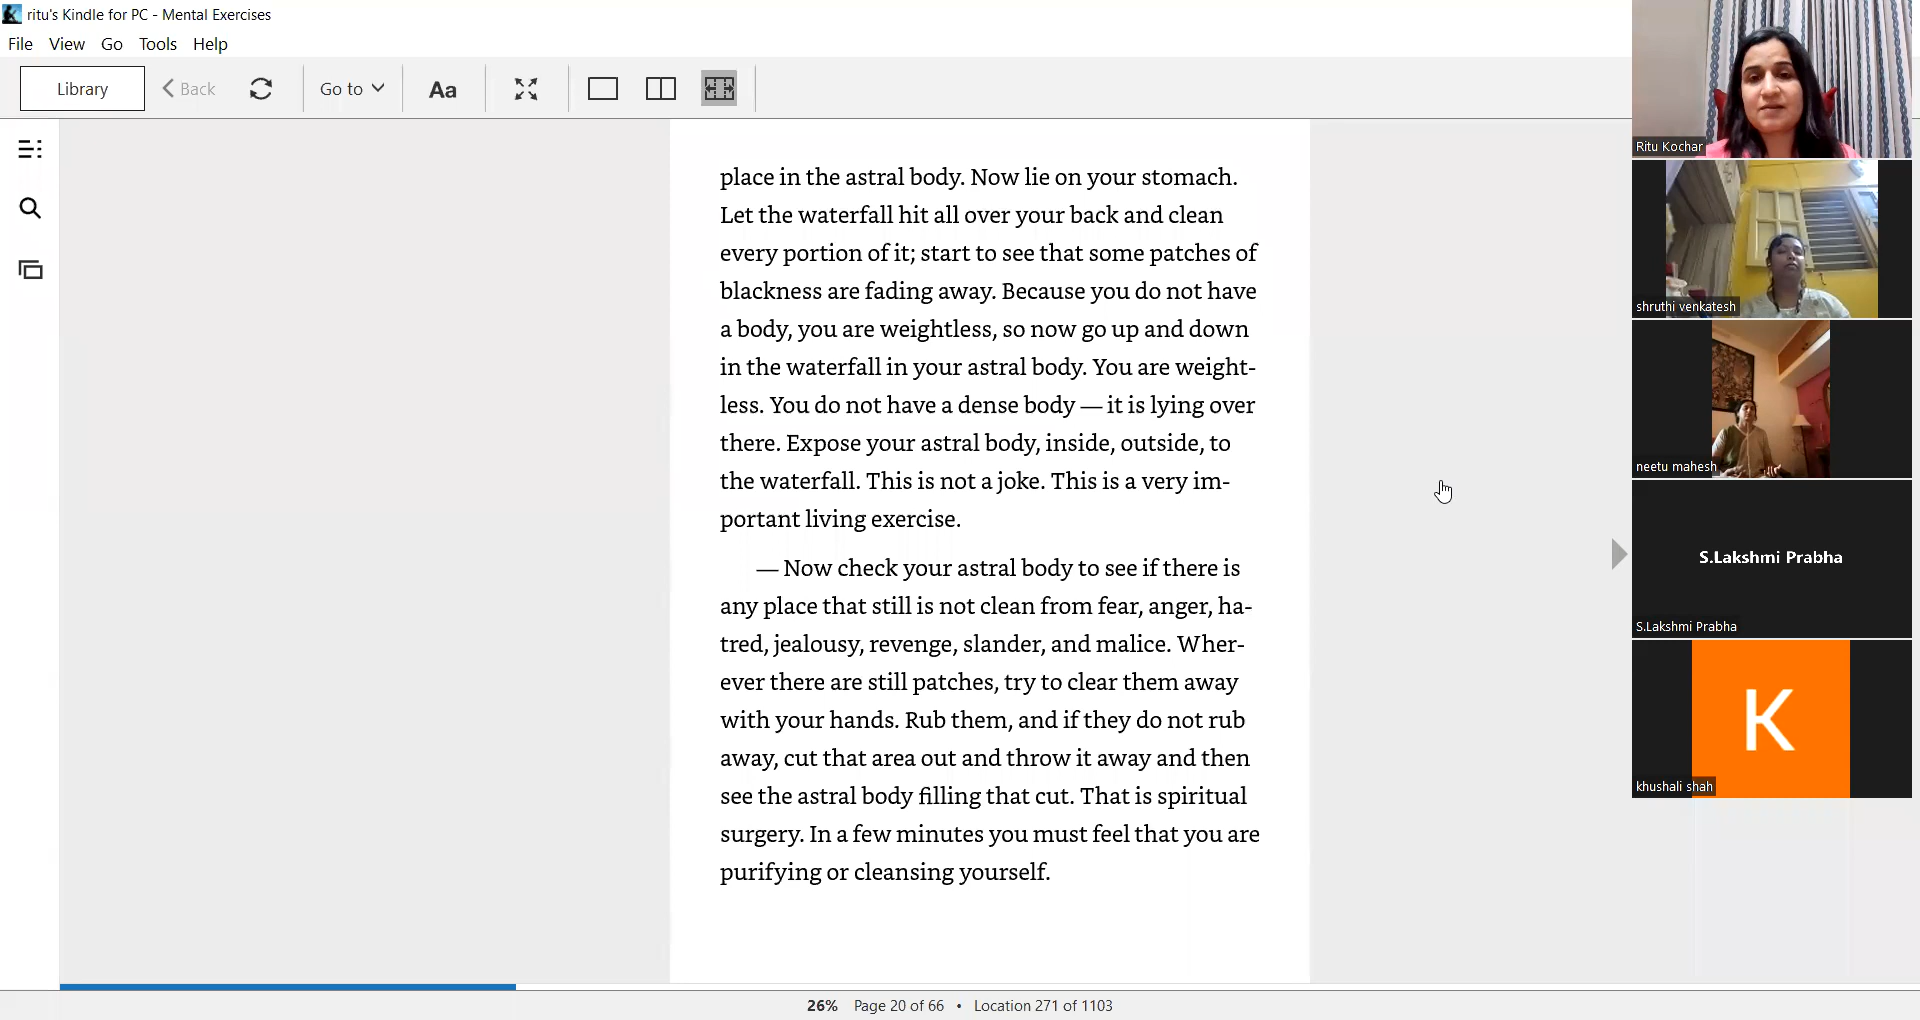 ritu's Kindle for PC - Mental Exercises
File View Go Tools Help
Library Back Go to Aa
place in the astral body. Now lie on your stomach.
Let the waterfall hit all over your back and clean
every portion of it; start to see that some patches of
blackness are fading away. Because you do not have
a body, you are weightless, so now go up and down
in the waterfall in your astral body. You are weight-
less. You do not have a dense body — it is lying over
there. Expose your astral body, inside, outside, to
the waterfall. This is not a joke. This is a very im-
portant living exercise.
— Now check your astral body to see if there is
any place that still is not clean from fear, anger, ha-
tred, jealousy, revenge, slander, and malice. Wher-
ever there are still patches, try to clear them away
with your hands. Rub them, and if they do not rub
away, cut that area out and throw it away and then
see the astral body filling that cut. That is spiritual
surgery. In a few minutes you must feel that you are
purifying or cleansing yourself.
26% Page 20 of 66 • Location 271 of 1103
Ritu Kochar
shruthi venkatesh
neetu mahesh
S.Lakshmi Prabha
S.Lakshmi Prabha
K
khushali shah